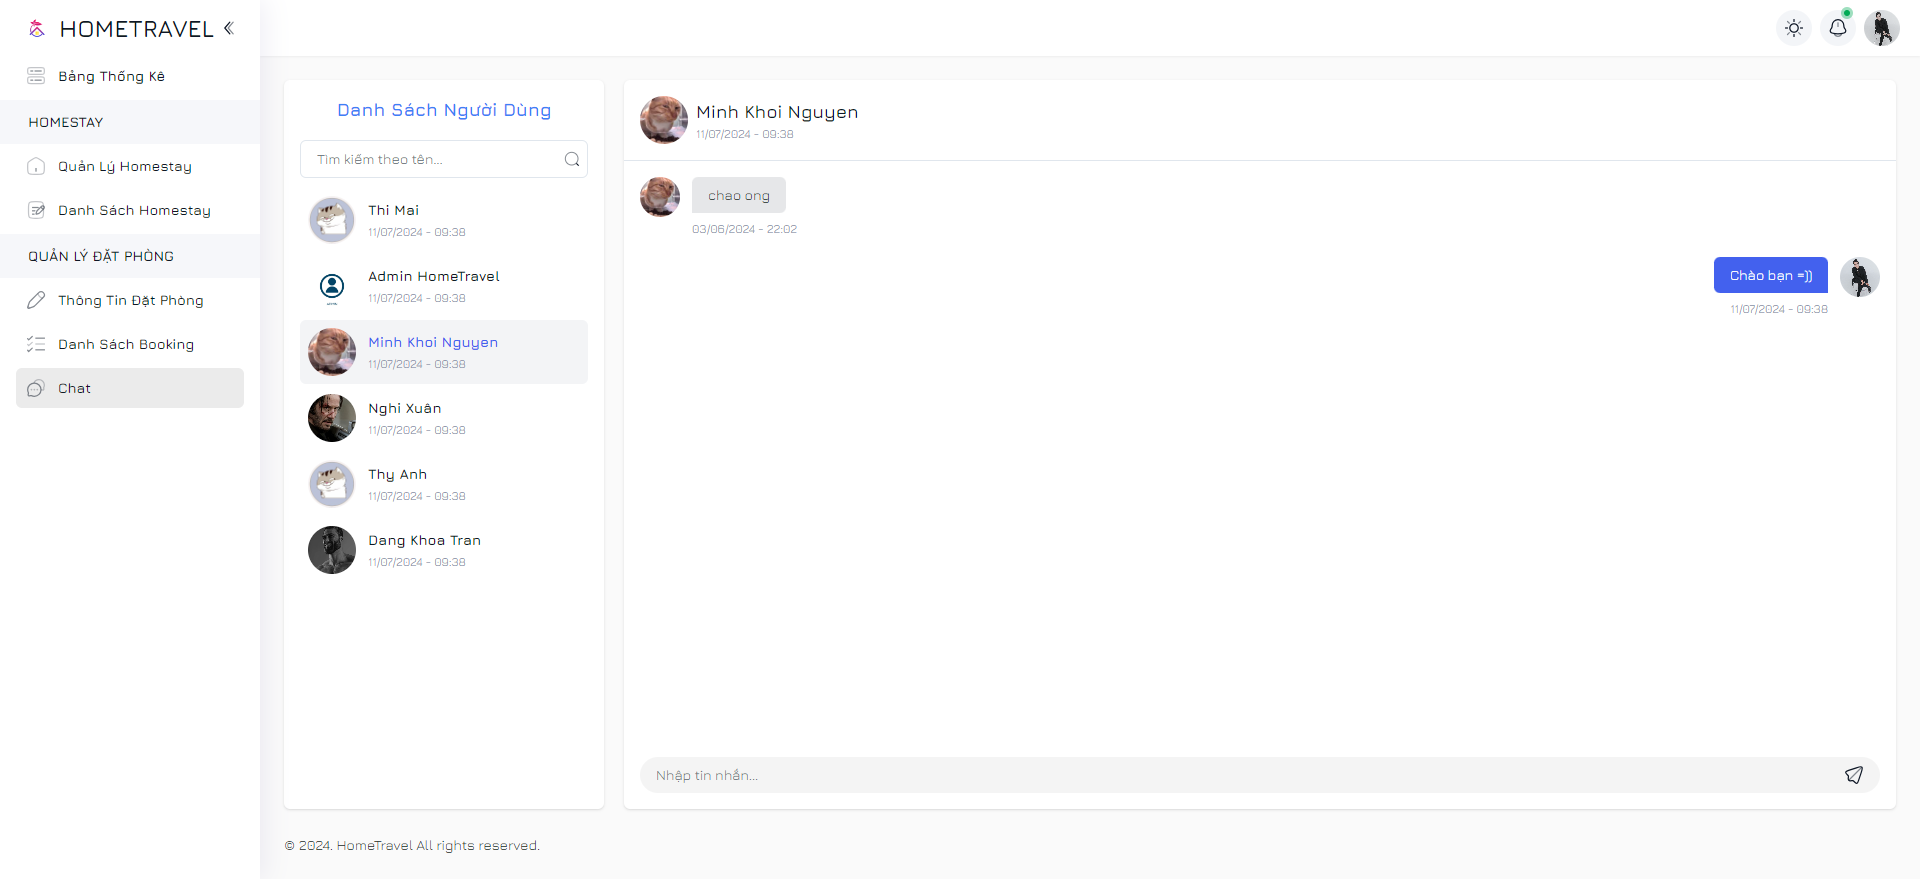 HOMETRAVEL
Bảng Thống Kê
HOMESTAY
Quản Lý Homestay
Danh Sách Homestay
QUẢN LÝ ĐẶT PHÒNG
Thông Tin Đặt Phòng
Danh Sách Booking
Chat
Danh Sách Người Dùng
Tìm kiếm theo tên...
Thi Mai
11/07/2024 - 09:38
Admin HomeTravel
11/07/2024 - 09:38
Minh Khoi Nguyen
11/07/2024 - 09:38
Nghi Xuân
11/07/2024 - 09:38
Thy Anh
11/07/2024 - 09:38
Dang Khoa Tran
11/07/2024 - 09:38
Minh Khoi Nguyen
11/07/2024 - 09:38
chao ong
03/06/2024 - 22:02
Chào bạn =))
11/07/2024 - 09:38
Nhập tin nhắn...
© 2024. HomeTravel All rights reserved.